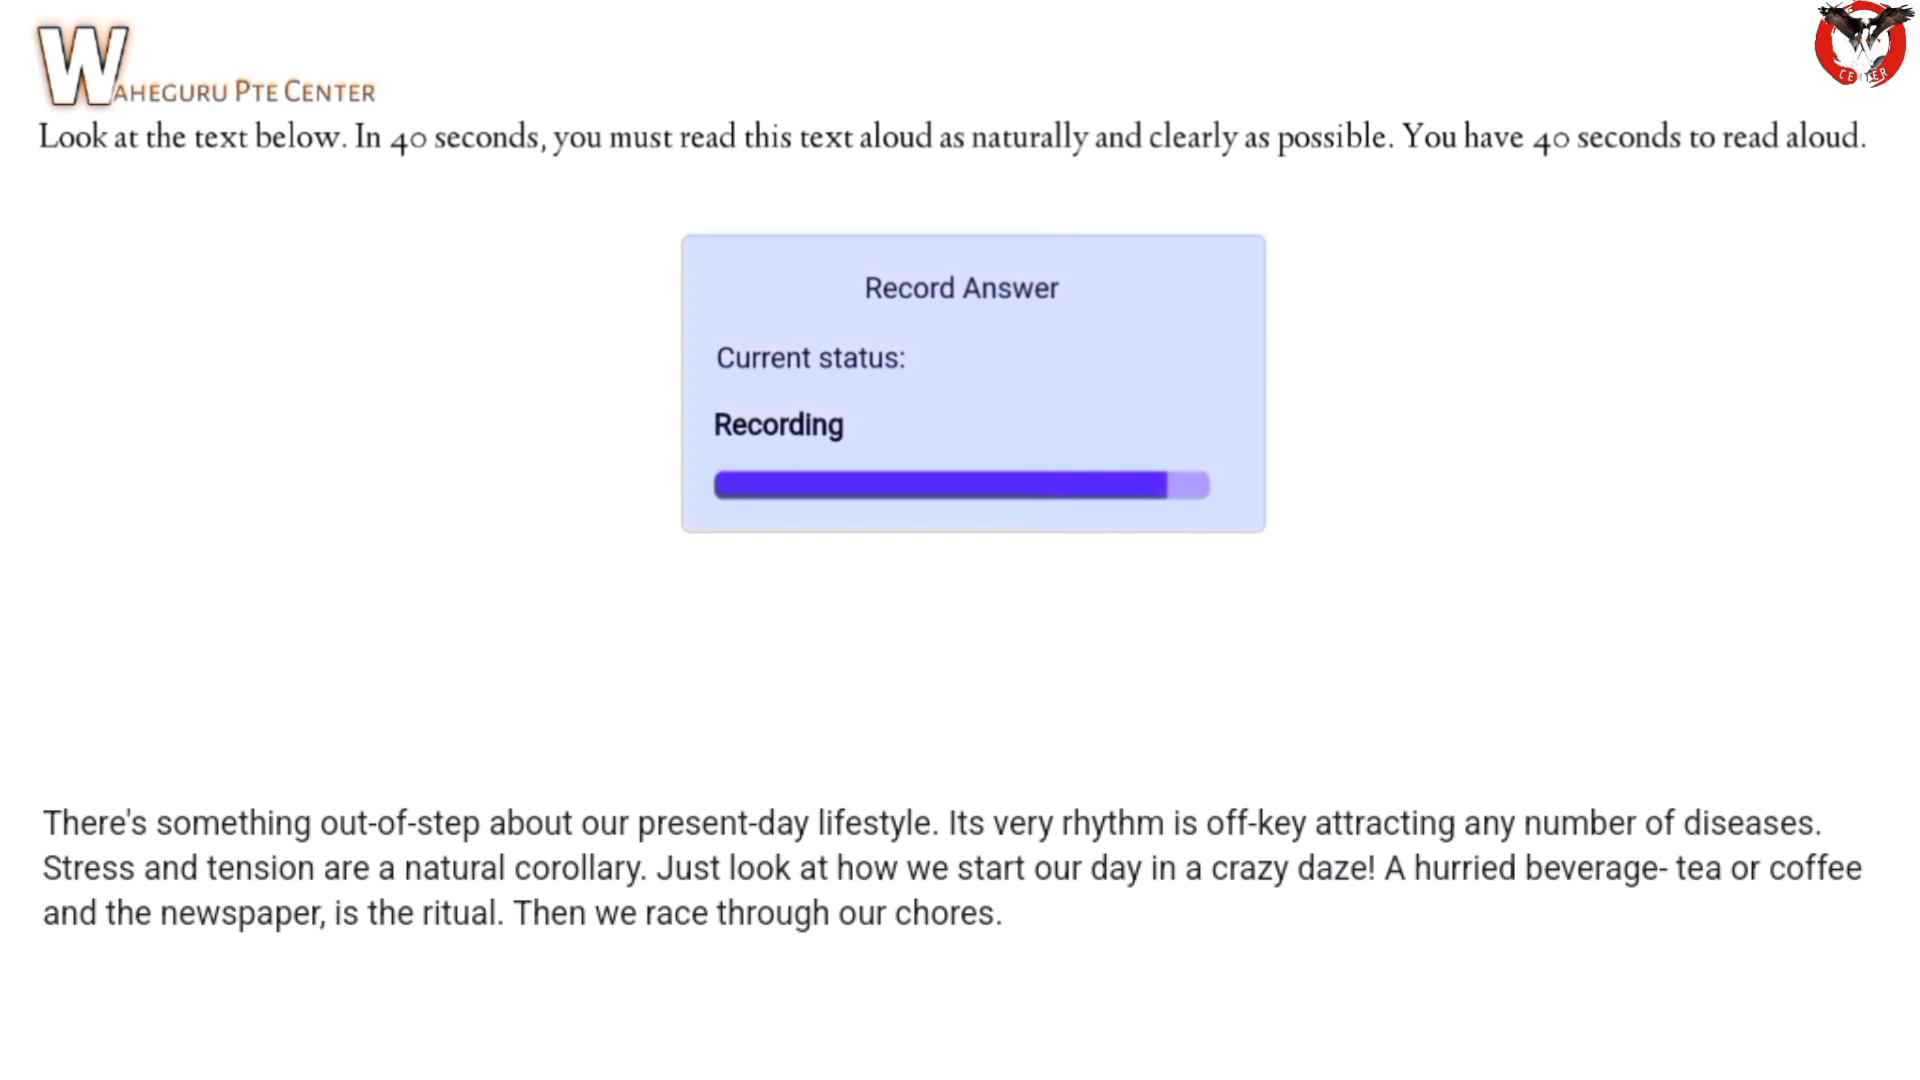 WAHEGURU PTE CENTER
CENTER
Look at the text below. In 40 seconds, you must read this text aloud as naturally and clearly as possible. You have 40 seconds to read aloud.
Record Answer
Current status:
Recording
There's something out-of-step about our present-day lifestyle. Its very rhythm is off-key attracting any number of diseases.
Stress and tension are a natural corollary. Just look at how we start our day in a crazy daze! A hurried beverage- tea or coffee
and the newspaper, is the ritual. Then we race through our chores.